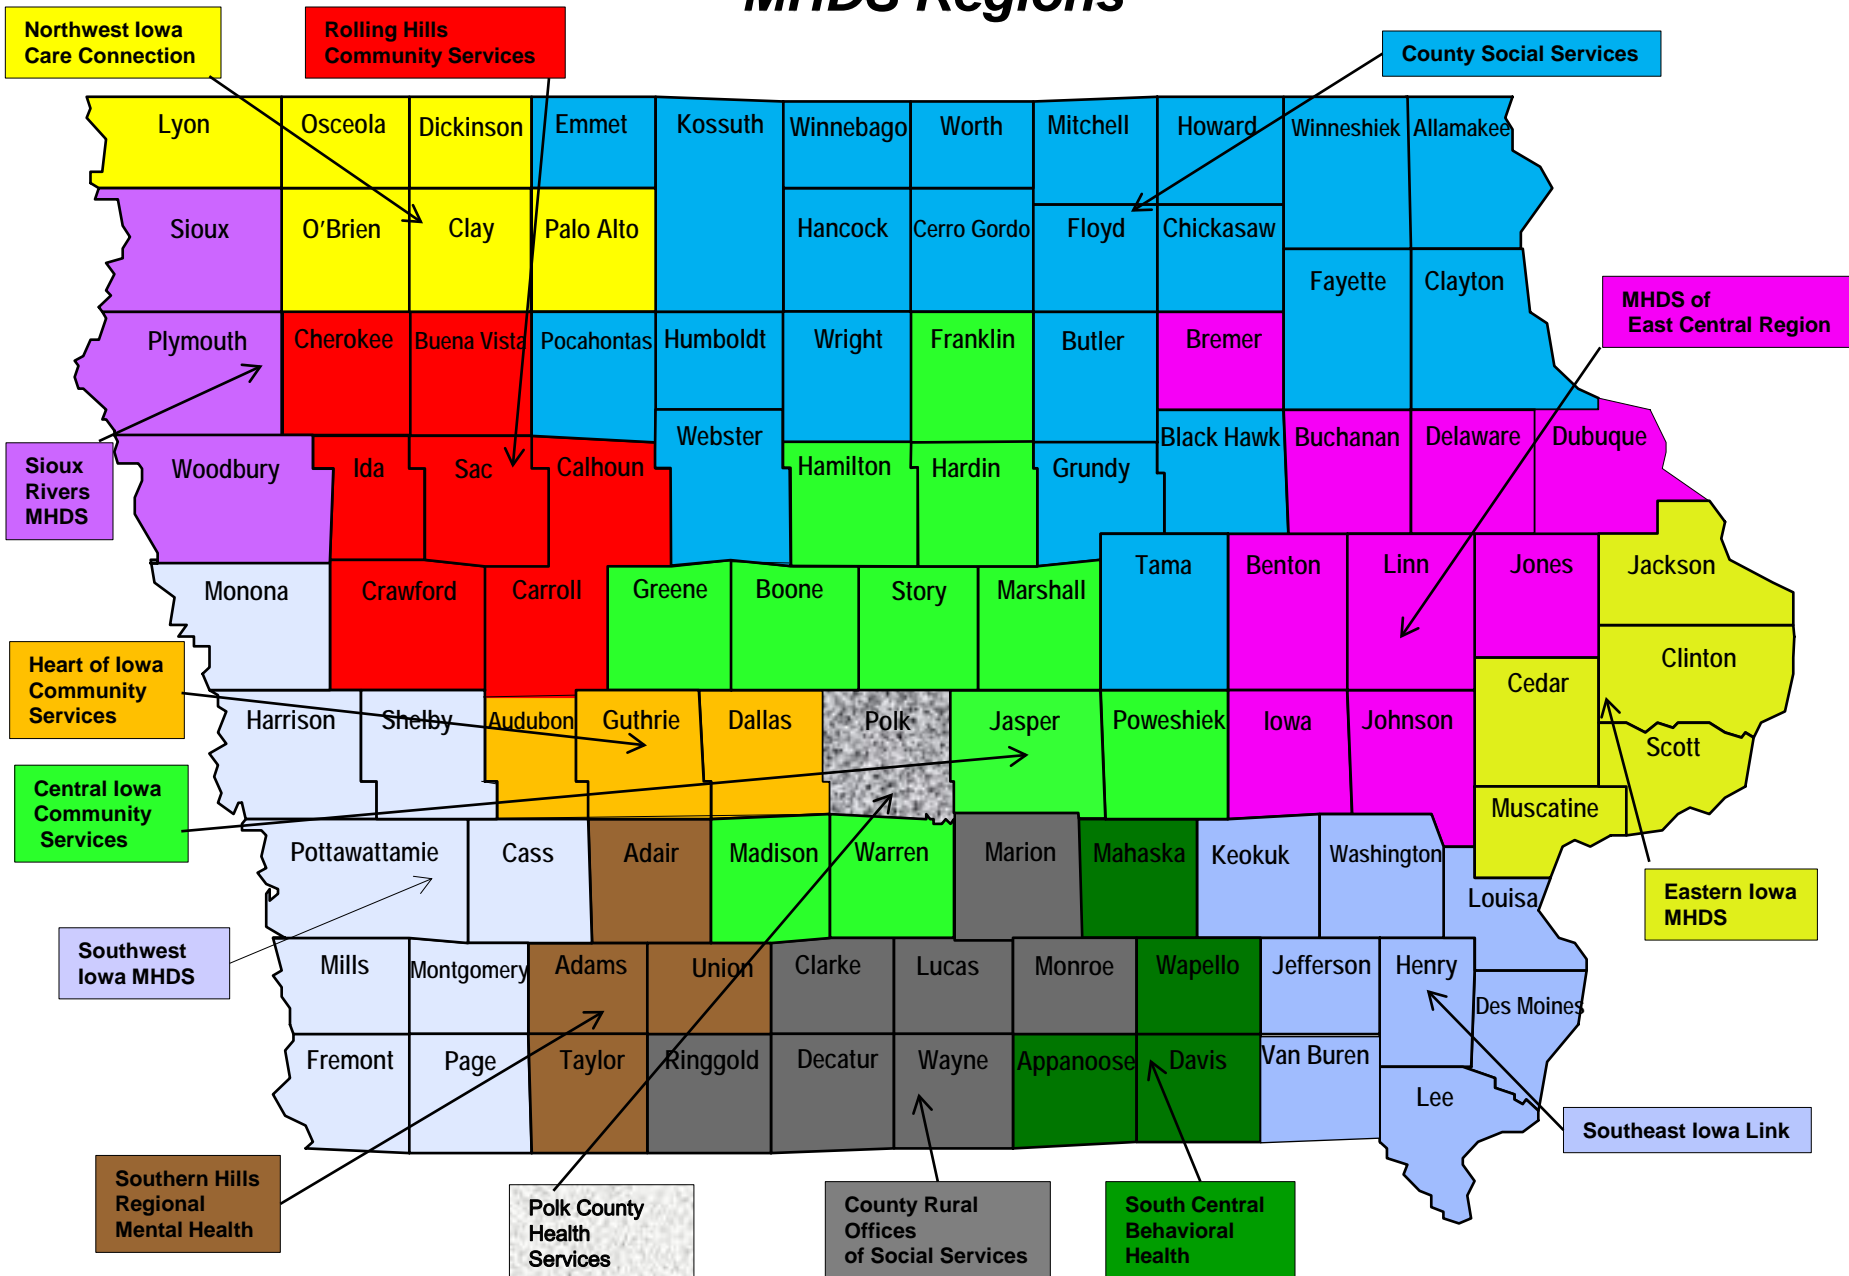 MHDS Regions
Northwest Iowa
Care Connection
Rolling Hills
Community Services
County Social Services
Lyon
Osceola
Dickinson
Emmet
Kossuth
Winnebago
Worth
Mitchell
Howard
Winneshiek
Allamakee
Sioux
O'Brien
Clay
Palo Alto
Hancock
Cerro Gordo
Floyd
Chickasaw
Fayette
Clayton
MHDS of
East Central Region
Plymouth
Cherokee
Buena Vista
Pocahontas
Humboldt
Wright
Franklin
Butler
Bremer
Sioux
Rivers
MHDS
Woodbury
Ida
Sac
Calhoun
Webster
Hamilton
Hardin
Grundy
Black Hawk
Buchanan
Delaware
Dubuque
Monona
Crawford
Carroll
Greene
Boone
Story
Marshall
Tama
Benton
Linn
Jones
Jackson
Heart of Iowa
Community
Services
Harrison
Shelby
Audubon
Guthrie
Dallas
Polk
Jasper
Poweshiek
Iowa
Johnson
Cedar
Clinton
Scott
Central Iowa
Community
Services
Pottawattamie
Cass
Adair
Madison
Warren
Marion
Mahaska
Keokuk
Washington
Muscatine
Louisa
Eastern Iowa
MHDS
Southwest
Iowa MHDS
Mills
Montgomery
Adams
Union
Clarke
Lucas
Monroe
Wapello
Jefferson
Henry
Des Moines
Fremont
Page
Taylor
Ringgold
Decatur
Wayne
Appanoose
Davis
Van Buren
Lee
Southeast Iowa Link
Southern Hills
Regional
Mental Health
Polk County
Health
Services
County Rural
Offices
of Social Services
South Central
Behavioral
Health